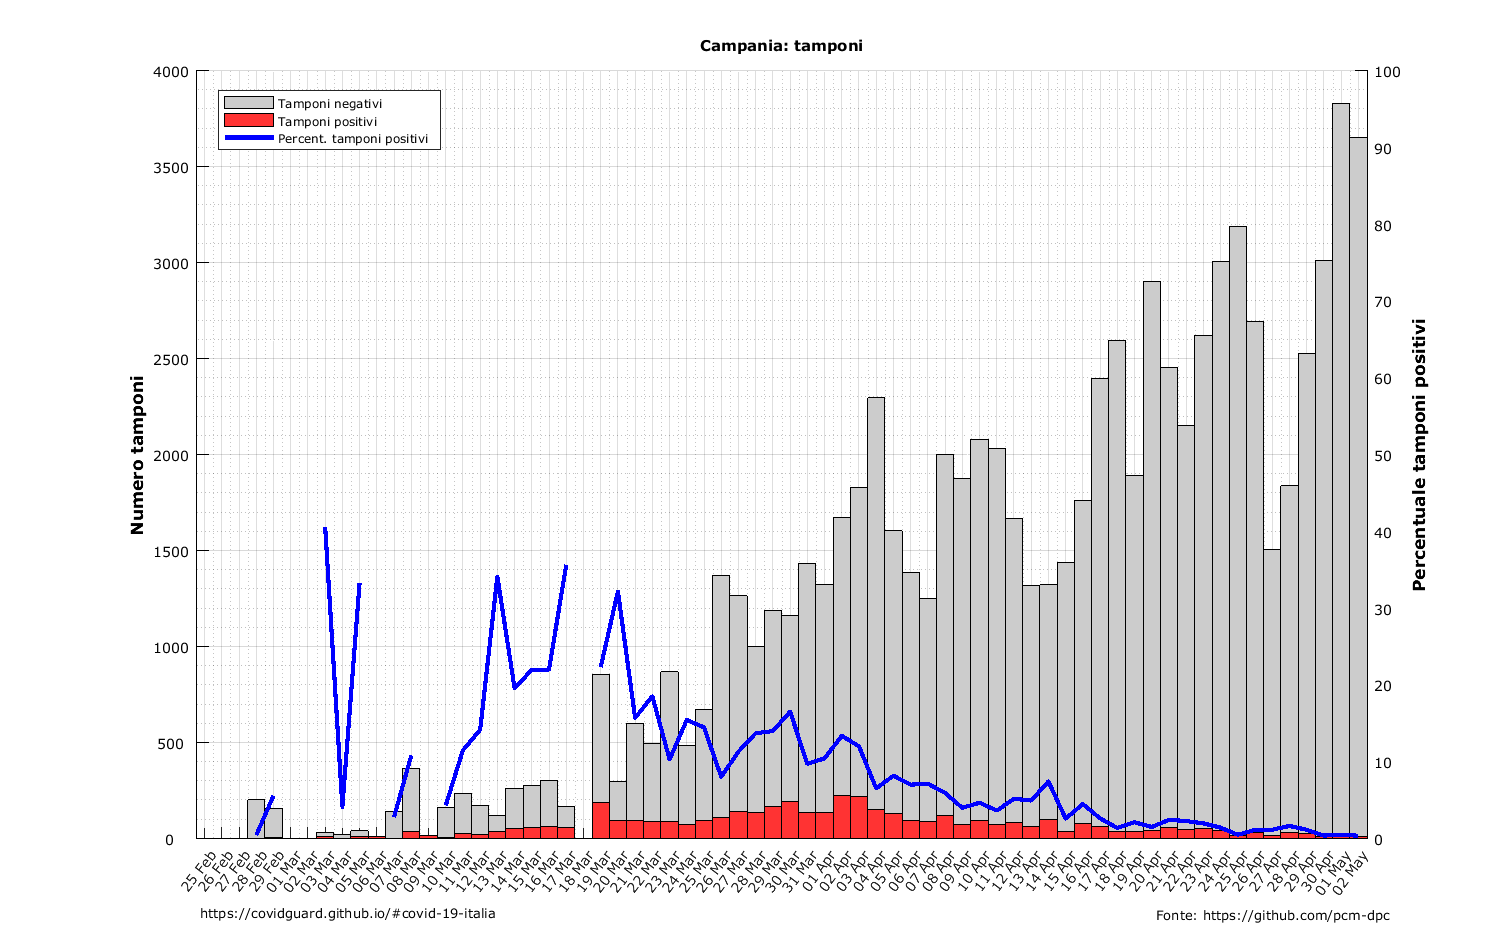 Campania: tamponi
4000
3500
3000
2500
2000
1500
1000
500
0
Numero tamponi
Tamponi negativi
Tamponi positivi
Percent. tamponi positivi
100
90
80
70
60
50
40
30
20
10
0
Percentuale tamponi positivi
25 Feb
26 Feb
27 Feb
28 Feb
29 Feb
01 Mar
02 Mar
03 Mar
04 Mar
05 Mar
06 Mar
07 Mar
08 Mar
09 Mar
10 Mar
11 Mar
12 Mar
13 Mar
14 Mar
15 Mar
16 Mar
17 Mar
18 Mar
19 Mar
20 Mar
21 Mar
22 Mar
23 Mar
24 Mar
25 Mar
26 Mar
27 Mar
28 Mar
29 Mar
30 Mar
31 Mar
01 Apr
02 Apr
03 Apr
04 Apr
05 Apr
06 Apr
07 Apr
08 Apr
09 Apr
10 Apr
11 Apr
12 Apr
13 Apr
14 Apr
15 Apr
16 Apr
17 Apr
18 Apr
19 Apr
20 Apr
21 Apr
22 Apr
23 Apr
24 Apr
25 Apr
26 Apr
27 Apr
28 Apr
29 Apr
30 Apr
01 May
02 May
https://covidguard.github.io/#covid-19-italia
Fonte: https://github.com/pcm-dpc